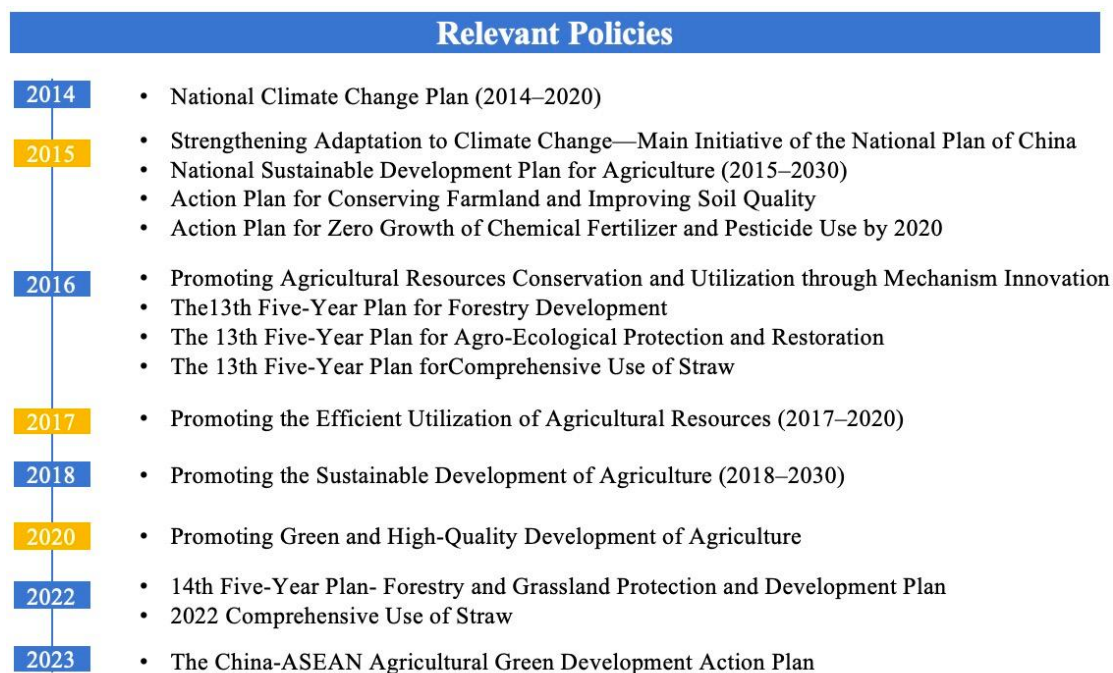 Relevant Policies
2014
• National Climate Change Plan (2014–2020)
2015
• Strengthening Adaptation to Climate Change—Main Initiative of the National Plan of China
• National Sustainable Development Plan for Agriculture (2015–2030)
• Action Plan for Conserving Farmland and Improving Soil Quality
• Action Plan for Zero Growth of Chemical Fertilizer and Pesticide Use by 2020
2016
• Promoting Agricultural Resources Conservation and Utilization through Mechanism Innovation
• The13th Five-Year Plan for Forestry Development
• The 13th Five-Year Plan for Agro-Ecological Protection and Restoration
• The 13th Five-Year Plan forComprehensive Use of Straw
2017
• Promoting the Efficient Utilization of Agricultural Resources (2017–2020)
2018
• Promoting the Sustainable Development of Agriculture (2018–2030)
2020
• Promoting Green and High-Quality Development of Agriculture
2022
• 14th Five-Year Plan- Forestry and Grassland Protection and Development Plan
• 2022 Comprehensive Use of Straw
2023
• The China-ASEAN Agricultural Green Development Action Plan